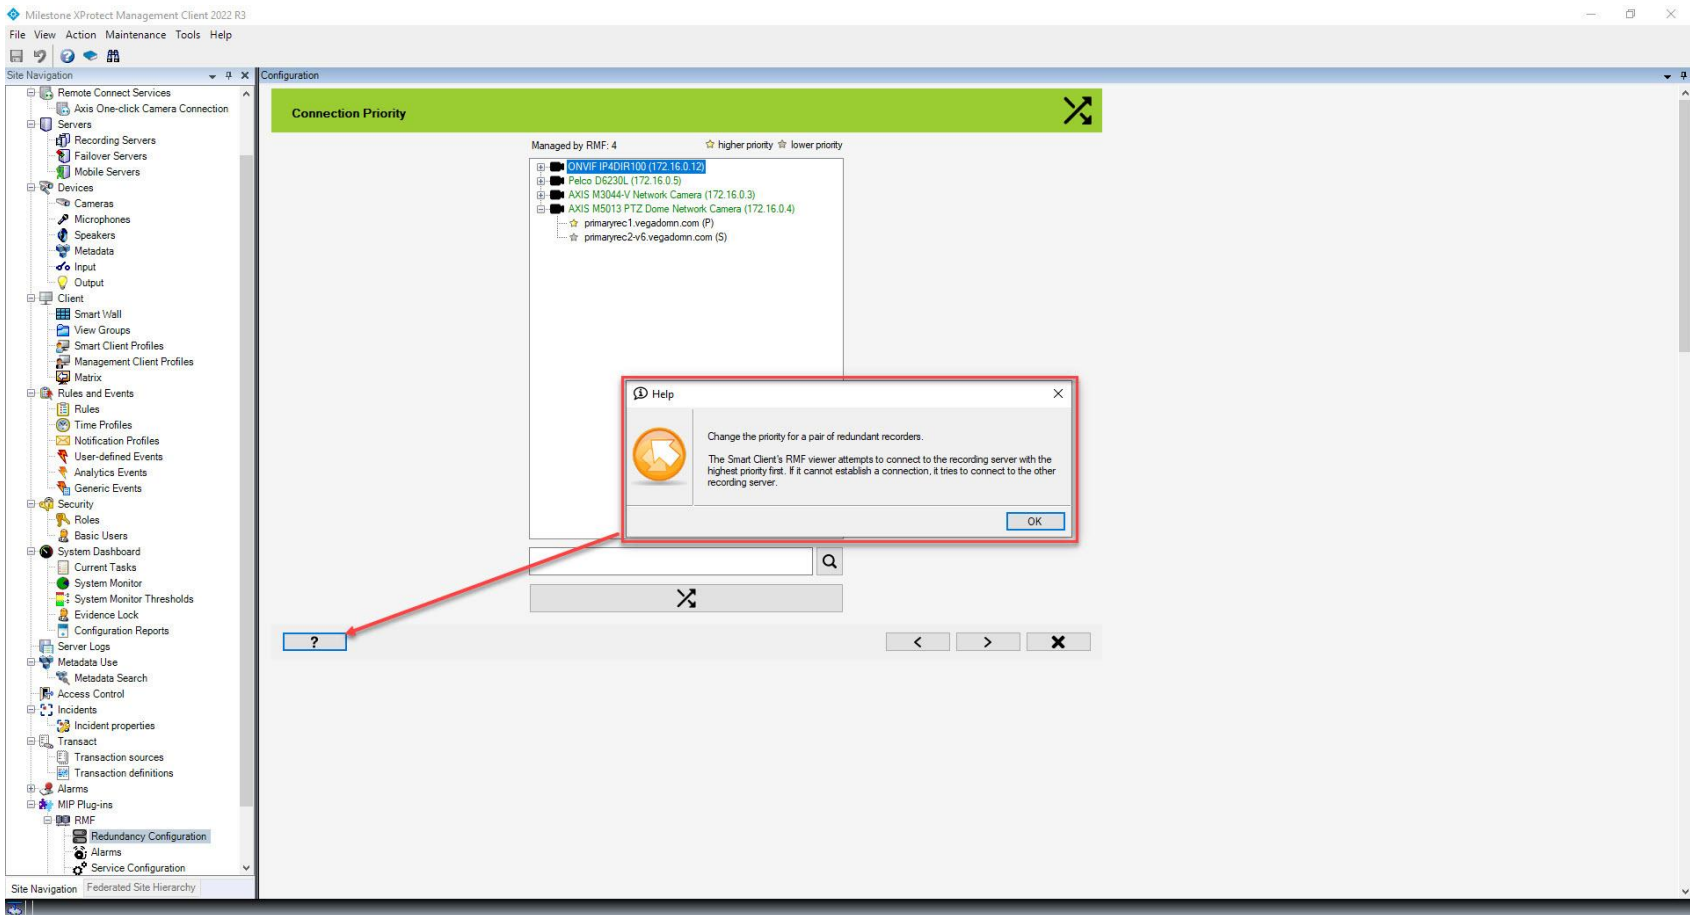 Milestone XProtect Management Client 2022 R3
File View Action Maintenance Tools Help
Site Navigation
Configuration
Remote Connect Services
Axis One-click Camera Connection
Servers
Recording Servers
Failover Servers
Mobile Servers
Devices
Cameras
Microphones
Speakers
Metadata
Input
Output
Client
Smart Wall
View Groups
Smart Client Profiles
Management Client Profiles
Matrix
Rules and Events
Rules
Time Profiles
Notification Profiles
User-defined Events
Analytics Events
Generic Events
Security
Roles
Basic Users
System Dashboard
Current Tasks
System Monitor
System Monitor Thresholds
Evidence Lock
Configuration Reports
Server Logs
Metadata Use
Metadata Search
Access Control
Incidents
Incident properties
Transact
Transaction sources
Transaction definitions
Alarms
MIP Plug-ins
RMF
Redundancy Configuration
Alarms
Service Configuration
Site Navigation Federated Site Hierarchy
Connection Priority
Managed by RMF: 4 higher priority lower priority
ONVIF IP4DIR100 (172.16.0.12)
Pelco D6230L (172.16.0.5)
AXIS M3044-V Network Camera (172.16.0.3)
AXIS M5013 PTZ Dome Network Camera (172.16.0.4)
primaryrec1.vegadomn.com (P)
primaryrec2-v6.vegadomn.com (S)
Help
Change the priority for a pair of redundant recorders.
The Smart Client's RMF viewer attempts to connect to the recording server with the
highest priority first. If it cannot establish a connection, it tries to connect to the other
recording server.
OK
?
< >